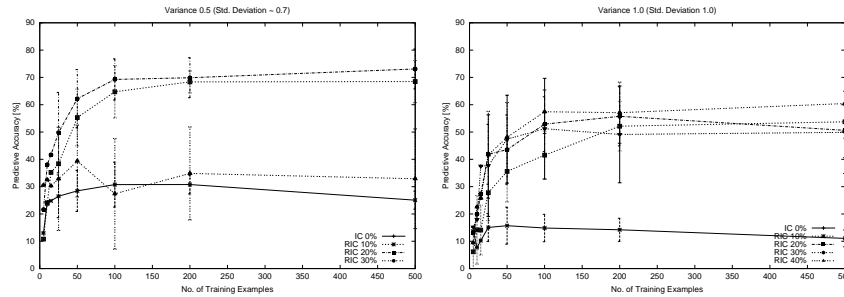 Variance 0.5 (Std. Deviation ~ 0.7)
90
80
70
60
50
40
30
20
10
0
Predictive Accuracy [%]
IC 0%
RIC 10%
RIC 20%
RIC 30%
0 50 100 150 200 250 300 350 400 450 500
No. of Training Examples
Variance 1.0 (Std. Deviation 1.0)
90
80
70
60
50
40
30
20
10
0
Predictive Accuracy [%]
IC 0%
RIC 10%
RIC 20%
RIC 30%
RIC 40%
0 50 100 150 200 250 300 350 400 450 500
No. of Training Examples